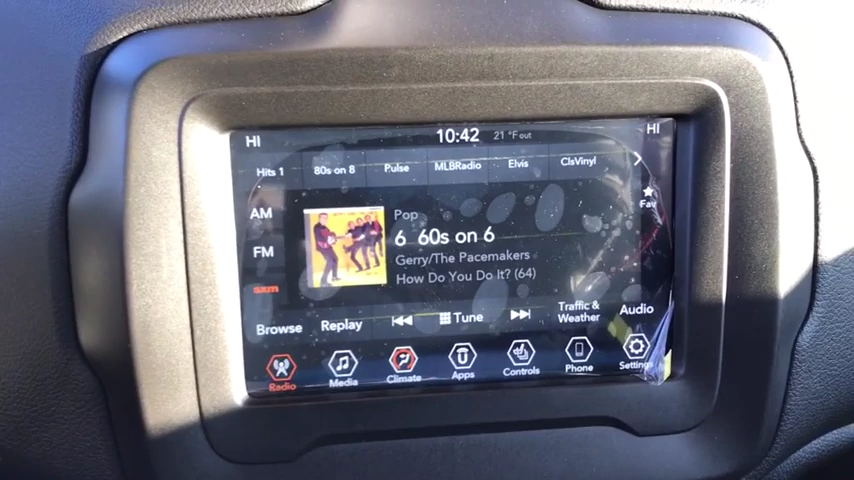 HI 10:42 21 °F out HI
Hits 1 80s on 8 Pulse MLBRadio Elvis ClsVinyl
AM
FM
sxm
Pop
6 60s on 6
Gerry/The Pacemakers
How Do You Do It? (64)
Fav
Browse Replay Tune Traffic & Weather Audio
Radio Media Climate Apps Controls Phone Settings